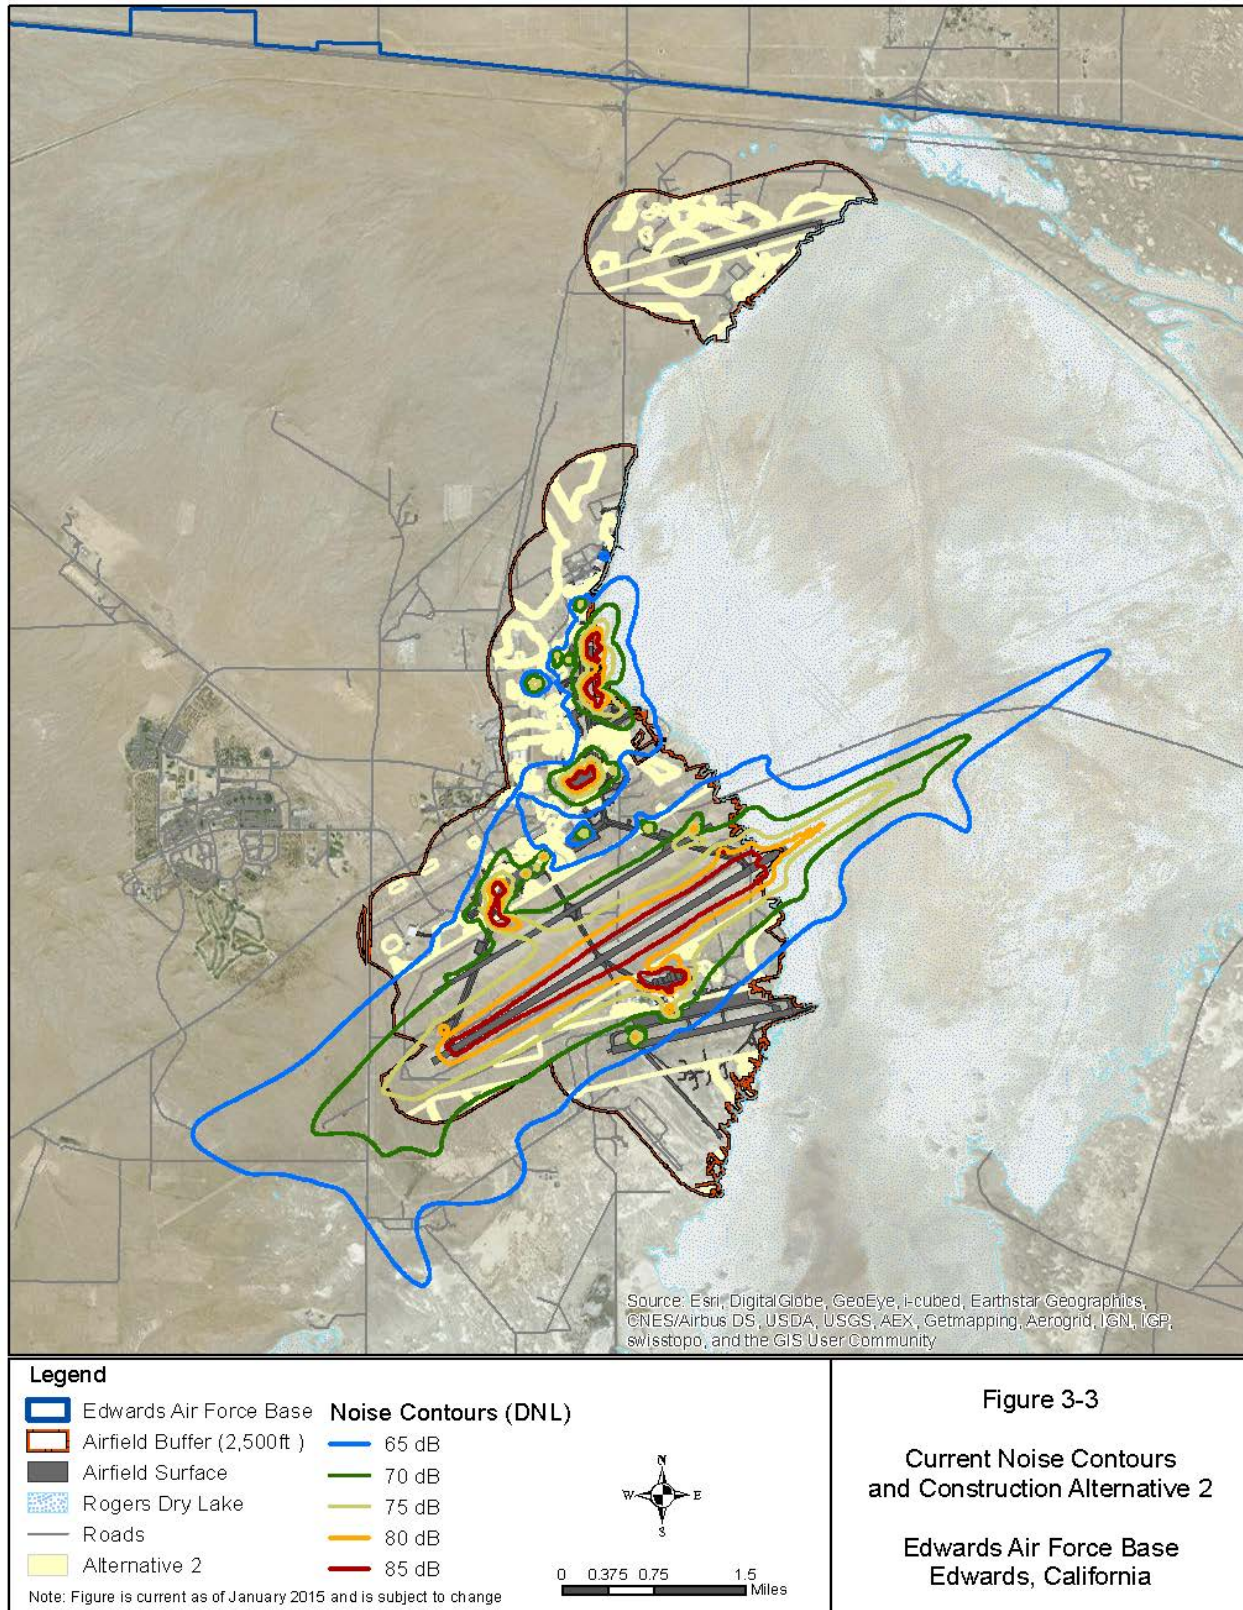 Source: Esri, DigitalGlobe, GeoEye, i-cubed, Earthstar Geographics,
CNES/Airbus DS, USDA, USGS, AEX, Getmapping, Aerogrid, IGN, IGP,
swisstopo, and the GIS User Community
Legend
Edwards Air Force Base
Airfield Buffer (2,500ft )
Airfield Surface
Rogers Dry Lake
Roads
Alternative 2
Note: Figure is current as of January 2015 and is subject to change
Noise Contours (DNL)
65 dB
70 dB
75 dB
80 dB
85 dB
N
W E
S
0 0.375 0.75 1.5
Miles
Figure 3-3
Current Noise Contours
and Construction Alternative 2
Edwards Air Force Base
Edwards, California